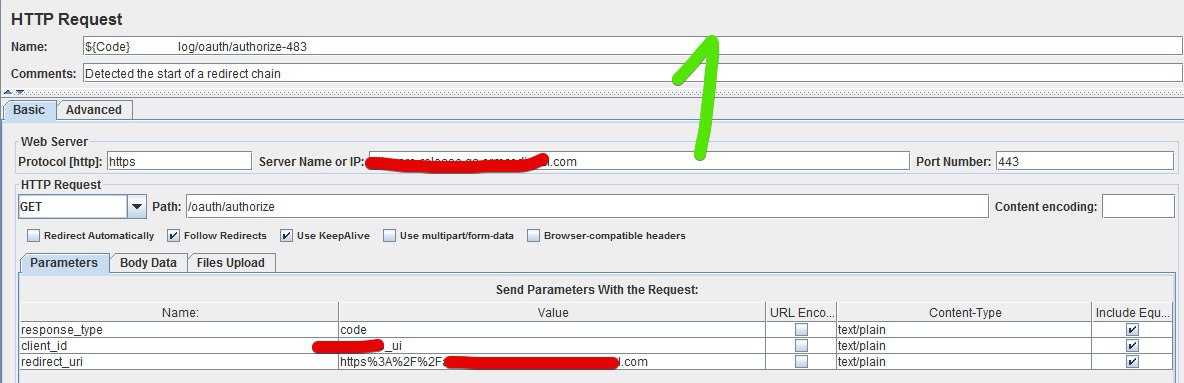 HTTP Request
Name: ${Code} log/oauth/authorize-483
Comments: Detected the start of a redirect chain
Basic Advanced
Web Server
Protocol [http]: https Server Name or IP: .com Port Number: 443
HTTP Request
GET Path: /oauth/authorize Content encoding:
Redirect Automatically Follow Redirects Use KeepAlive Use multipart/form-data Browser-compatible headers
Parameters Body Data Files Upload
Send Parameters With the Request:
Name: Value URL Enco... Content-Type Include Equ...
response_type code text/plain
client_id _ui text/plain
redirect_uri https%3A%2F%2F .com text/plain
1